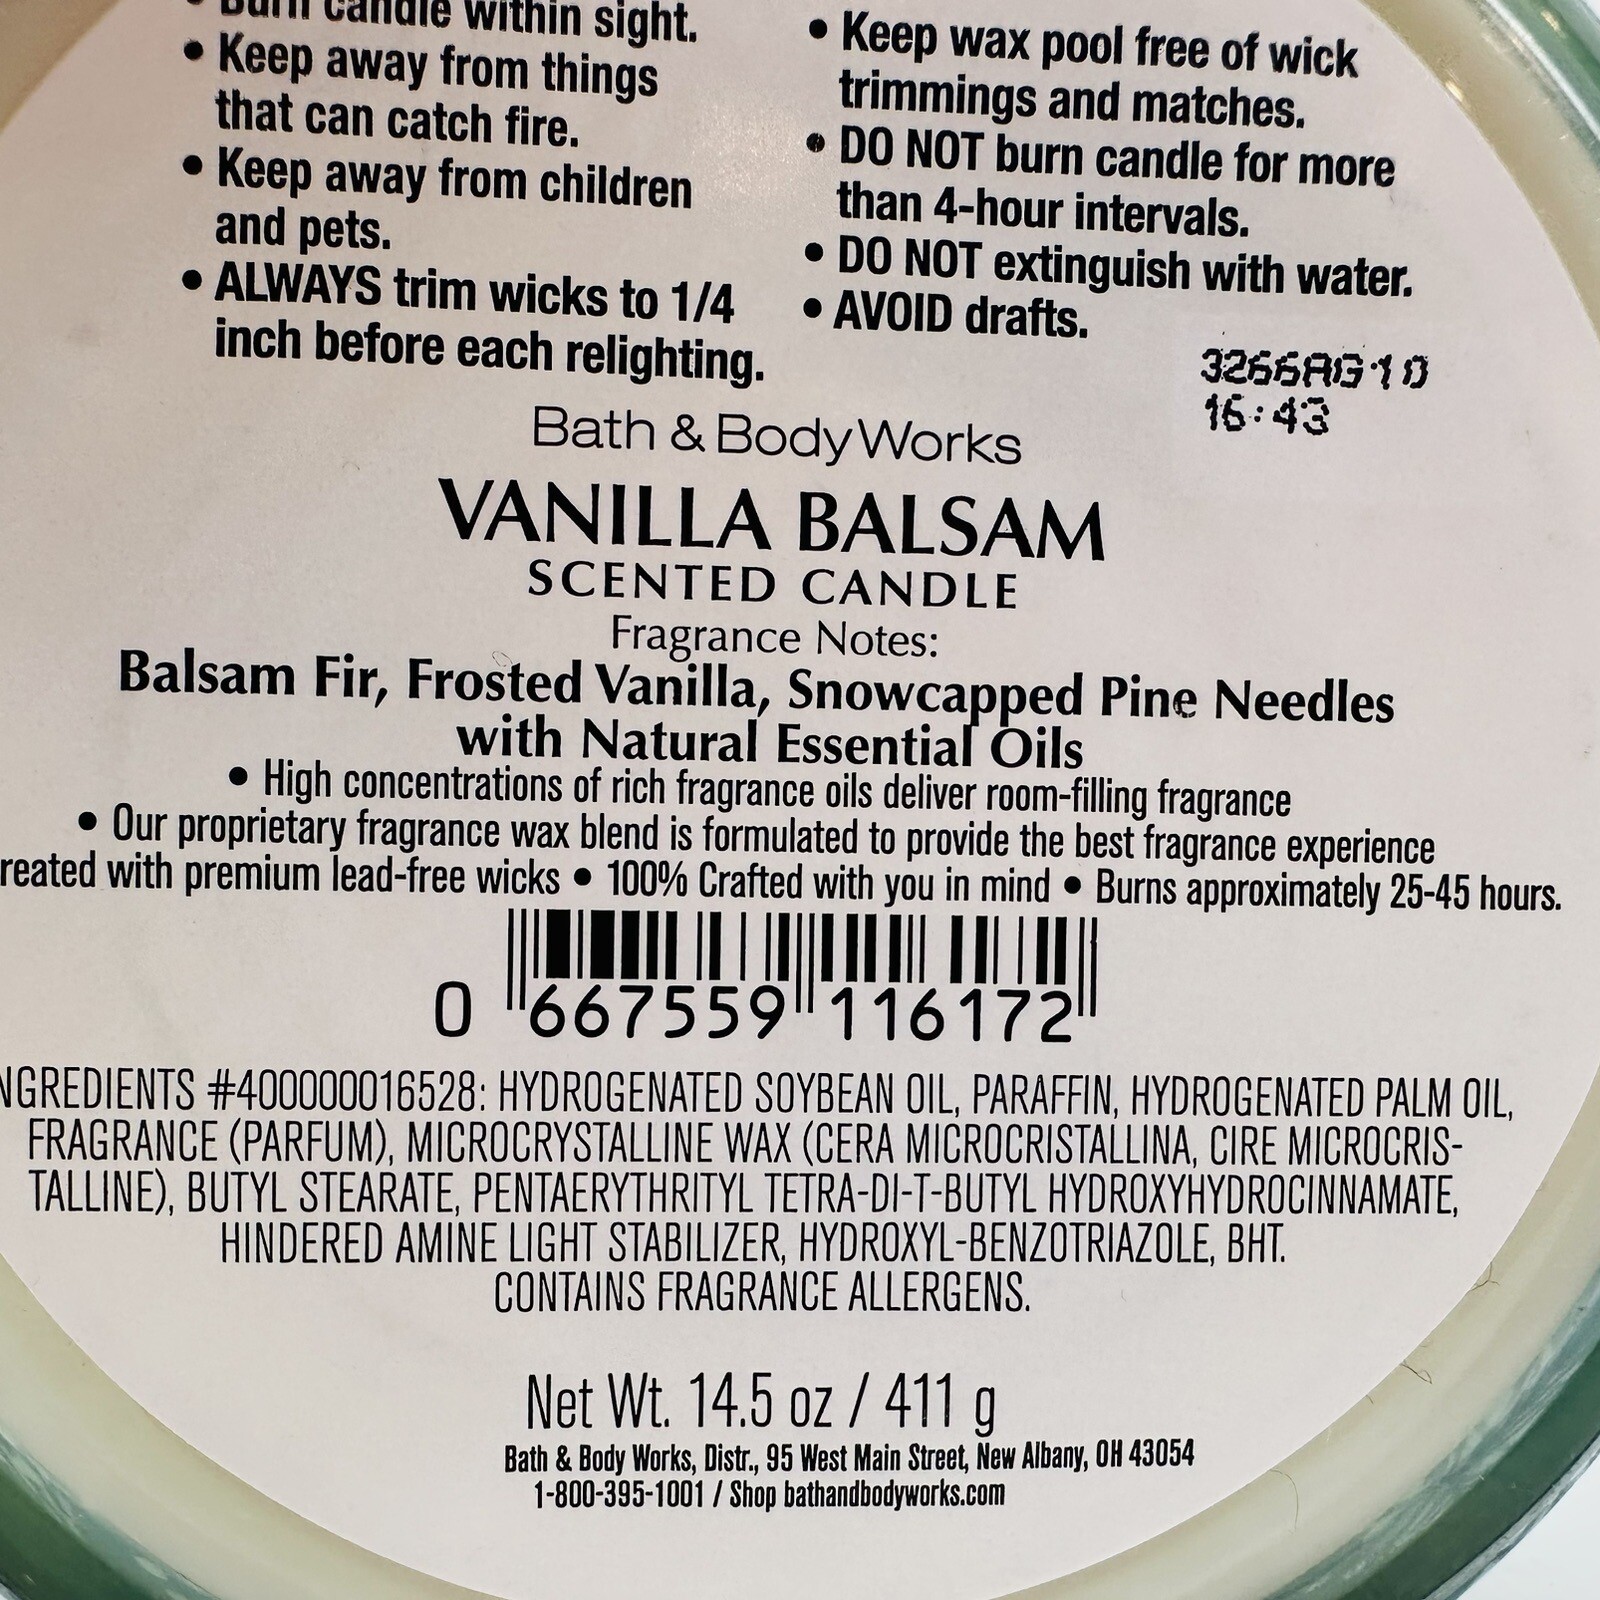 • Burn candle within sight.
• Keep away from things
that can catch fire.
• Keep away from children
and pets.
• ALWAYS trim wicks to 1/4
inch before each relighting.
• Keep wax pool free of wick
trimmings and matches.
• DO NOT burn candle for more
than 4-hour intervals.
• DO NOT extinguish with water.
• AVOID drafts.
3266AG10
16:43
Bath & Body Works
VANILLA BALSAM
SCENTED CANDLE
Fragrance Notes:
Balsam Fir, Frosted Vanilla, Snowcapped Pine Needles
with Natural Essential Oils
• High concentrations of rich fragrance oils deliver room-filling fragrance
• Our proprietary fragrance wax blend is formulated to provide the best fragrance experience
reated with premium lead-free wicks • 100% Crafted with you in mind • Burns approximately 25-45 hours.
0 667559 116172
NGREDIENTS #400000016528: HYDROGENATED SOYBEAN OIL, PARAFFIN, HYDROGENATED PALM OIL,
FRAGRANCE (PARFUM), MICROCRYSTALLINE WAX (CERA MICROCRISTALLINA, CIRE MICROCRIS-
TALLINE), BUTYL STEARATE, PENTAERYTHRITYL TETRA-DI-T-BUTYL HYDROXYHYDROCINNAMATE,
HINDERED AMINE LIGHT STABILIZER, HYDROXYL-BENZOTRIAZOLE, BHT.
CONTAINS FRAGRANCE ALLERGENS.
Net Wt. 14.5 oz / 411 g
Bath & Body Works, Distr., 95 West Main Street, New Albany, OH 43054
1-800-395-1001 / Shop bathandbodyworks.com